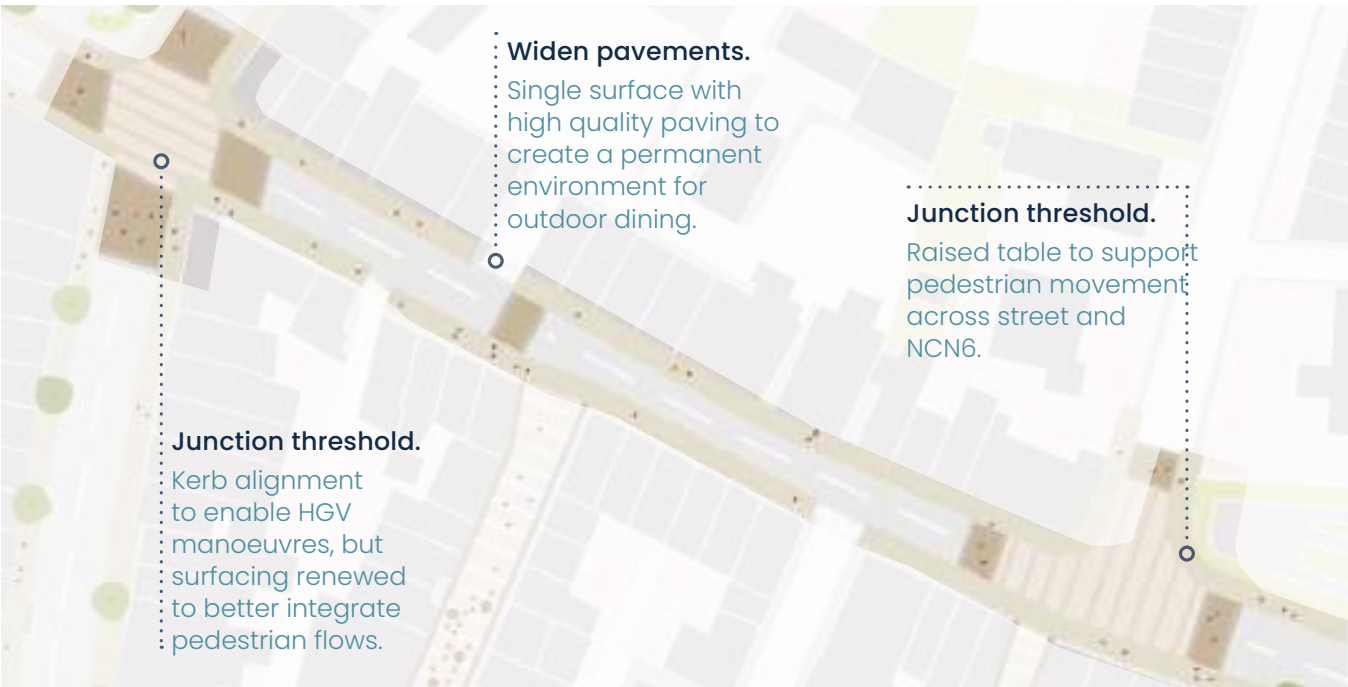 Widen pavements.
Single surface with
high quality paving to
create a permanent
environment for
outdoor dining.
Junction threshold.
Raised table to support
pedestrian movement
across street and
NCN6.
Junction threshold.
Kerb alignment
to enable HGV
manoeuvres, but
surfacing renewed
to better integrate
pedestrian flows.